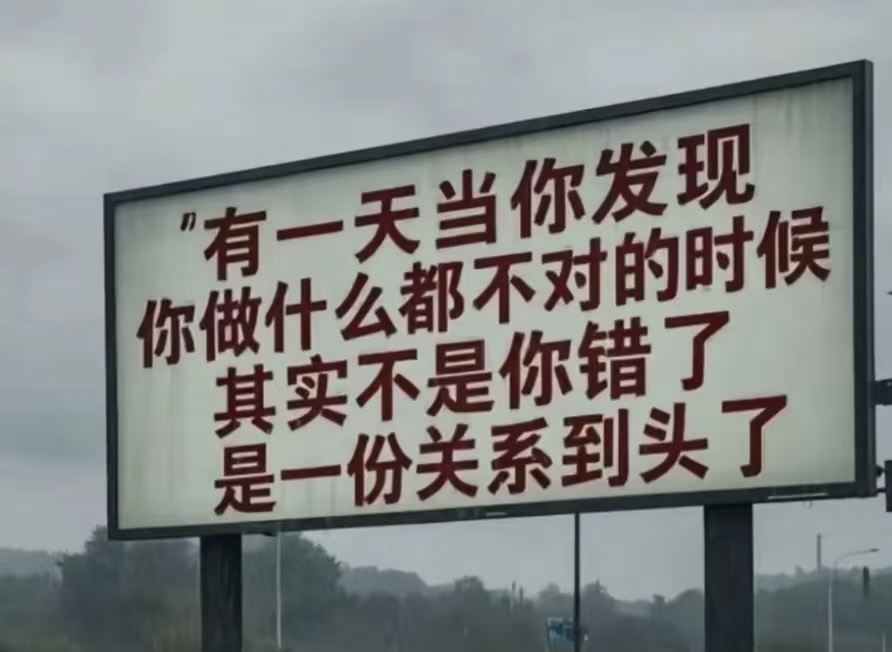 ”有一天当你发现
你做什么都不对的时候
其实不是你错了
是一份关系到头了